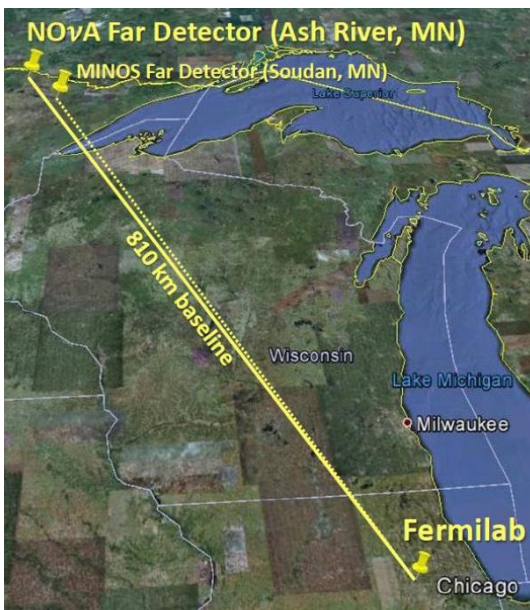 NOνA Far Detector (Ash River, MN)
MINOS Far Detector (Soudan, MN)
Lake Superior
810 km baseline
Wisconsin
Lake Michigan
Milwaukee
Fermilab
Chicago